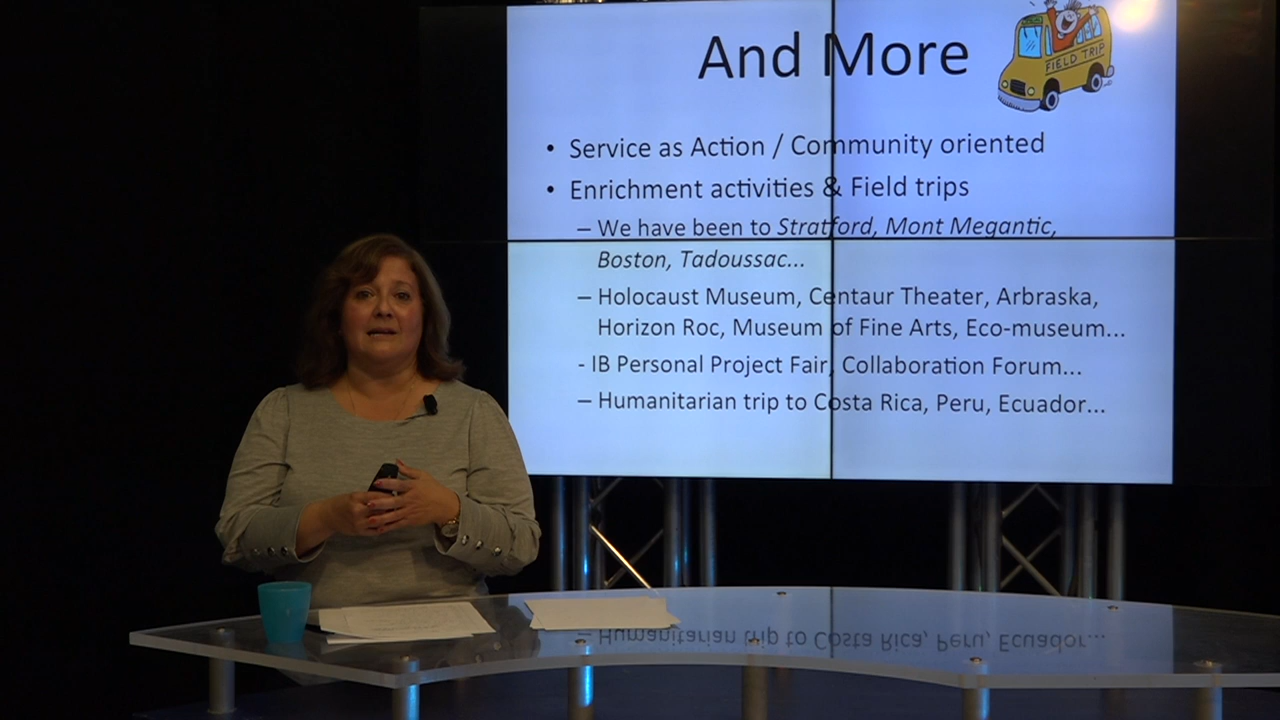 And More
FIELD TRIP
• Service as Action / Community oriented
• Enrichment activities & Field trips
– We have been to Stratford, Mont Megantic,
Boston, Tadoussac...
– Holocaust Museum, Centaur Theater, Arbraska,
Horizon Roc, Museum of Fine Arts, Eco-museum...
- IB Personal Project Fair, Collaboration Forum...
– Humanitarian trip to Costa Rica, Peru, Ecuador...